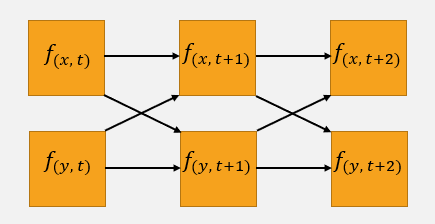 f(x, t) f(x, t+1) f(x, t+2)
f(y, t) f(y, t+1) f(y, t+2)